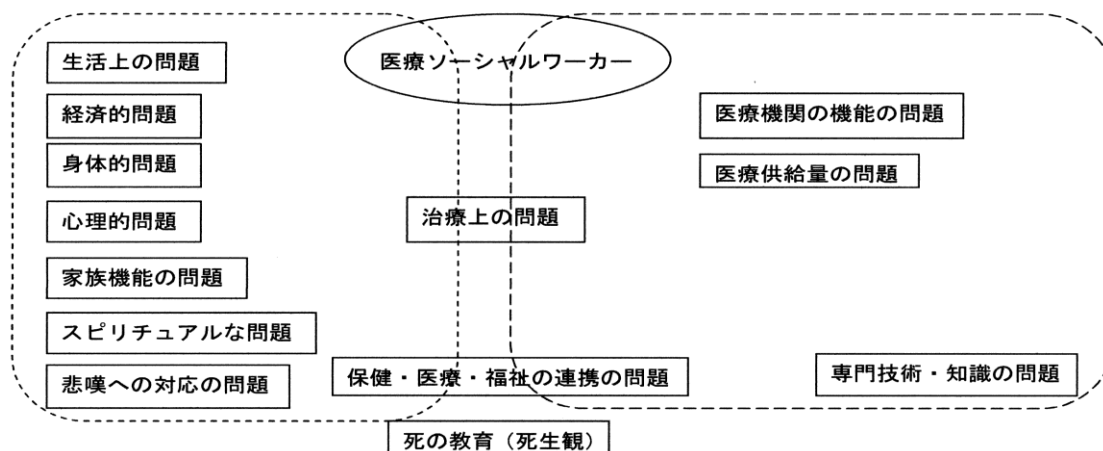 医療ソーシャルワーカー
生活上の問題
経済的問題
身体的問題
心理的問題
家族機能の問題
スピリチュアルな問題
悲嘆への対応の問題
治療上の問題
保健・医療・福祉の連携の問題
死の教育（死生観）
医療機関の機能の問題
医療供給量の問題
専門技術・知識の問題